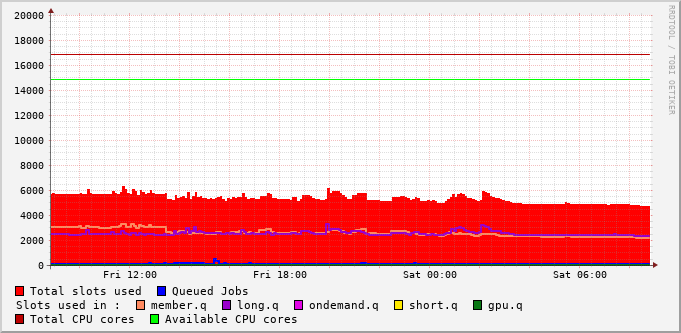 RRDTOOL / TOBI OETIKER
20000
18000
16000
14000
12000
10000
8000
6000
4000
2000
0
Fri 12:00 Fri 18:00 Sat 00:00 Sat 06:00
Total slots used Queued Jobs
Slots used in : member.q long.q ondemand.q short.q gpu.q
Total CPU cores Available CPU cores